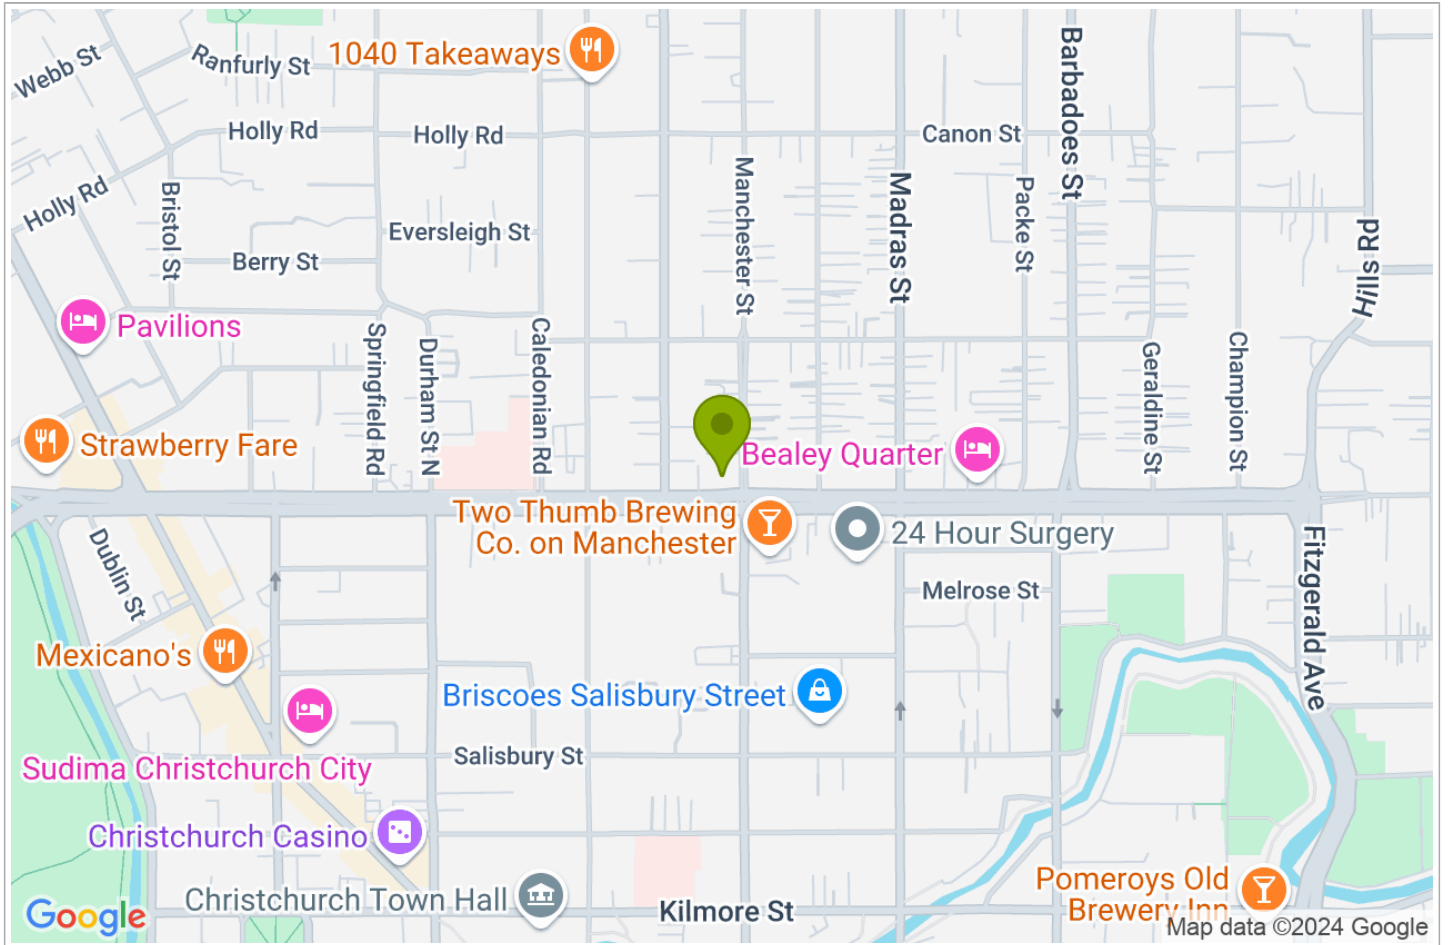 1040 Takeaways
Webb St
Ranfurly St
Barbadoes St
Holly Rd
Holly Rd
Canon St
Holly Rd
Bristol St
Manchester St
Madras St
Packe St
Eversleigh St
Berry St
Hills Rd
Pavilions
Springfield Rd
Durham St N
Caledonian Rd
Geraldine St
Champion St
Strawberry Fare
Bealey Quarter
Two Thumb Brewing
Co. on Manchester
24 Hour Surgery
Dublin St
Melrose St
Fitzgerald Ave
Mexicano's
Briscoes Salisbury Street
Salisbury St
Sudima Christchurch City
Christchurch Casino
Christchurch Town Hall
Kilmore St
Pomeroys Old
Brewery Inn
Google
Map data ©2024 Google